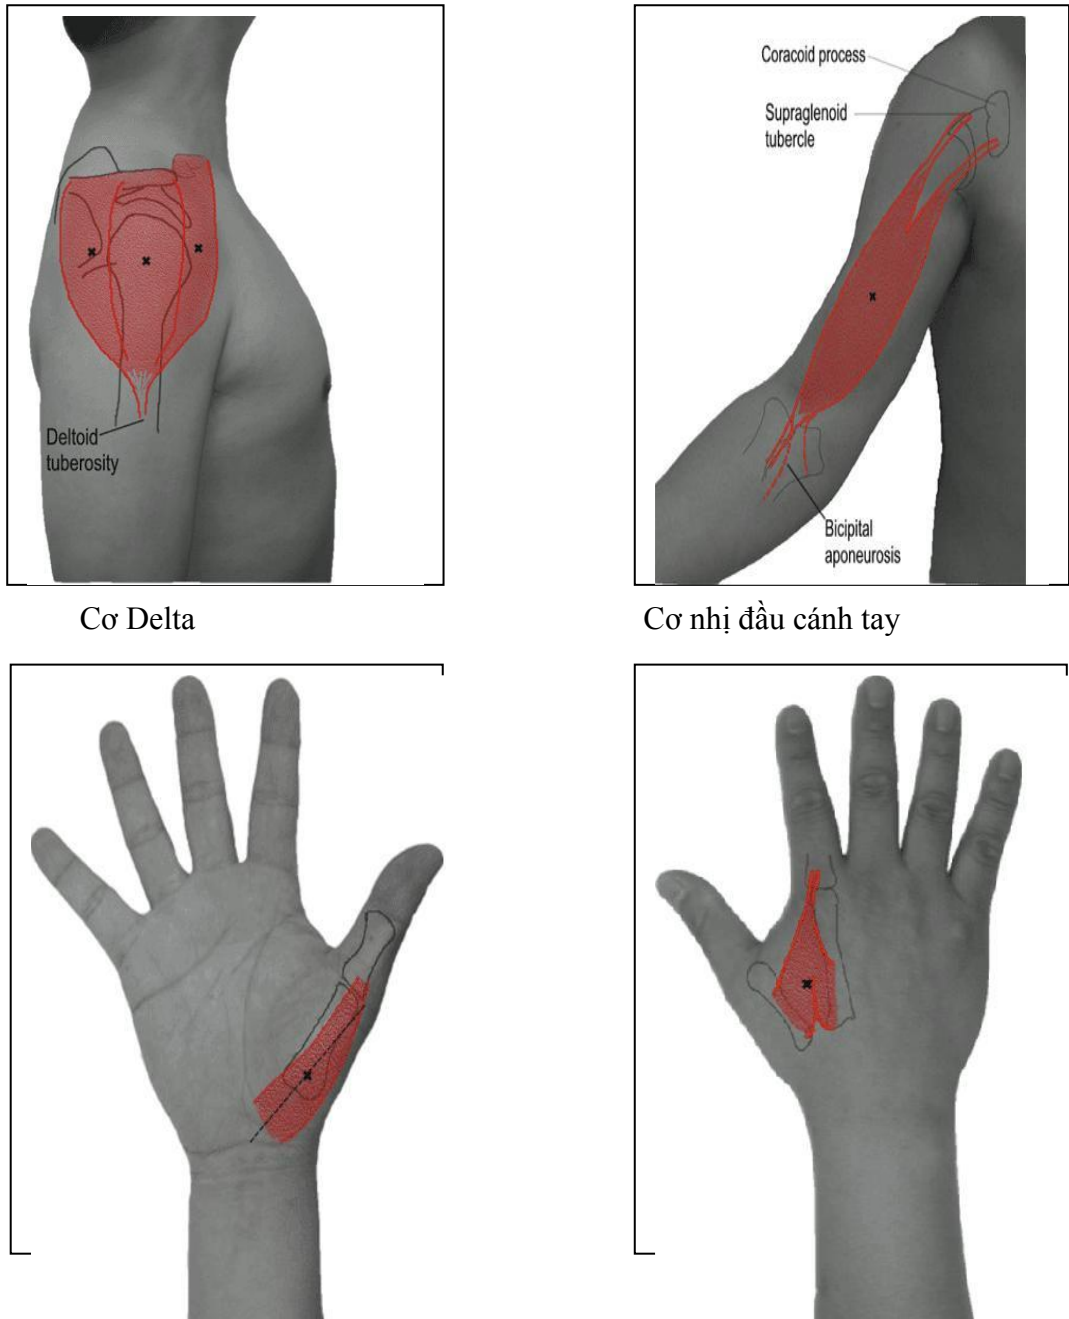 Coracoid process
Supraglenoid
tubercle
Deltoid
tuberosity
Bicipital
aponeurosis
Cơ Delta
Cơ nhị đầu cánh tay